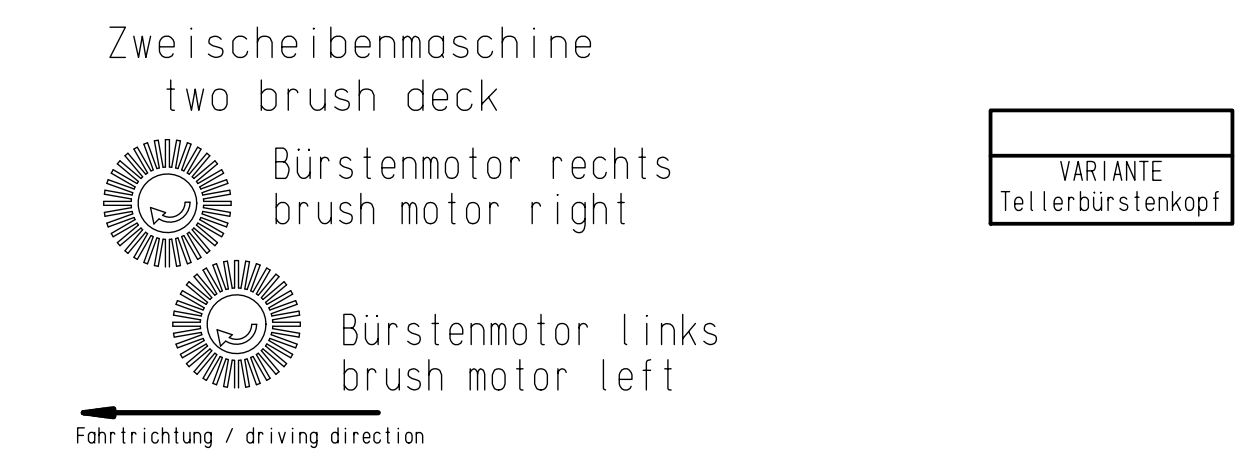 Zweischeibenmaschine
two brush deck
Bürstenmotor rechts
brush motor right
VARIANTE
Tellerbürstenkopf
Bürstenmotor links
brush motor left
Fahrtrichtung / driving direction